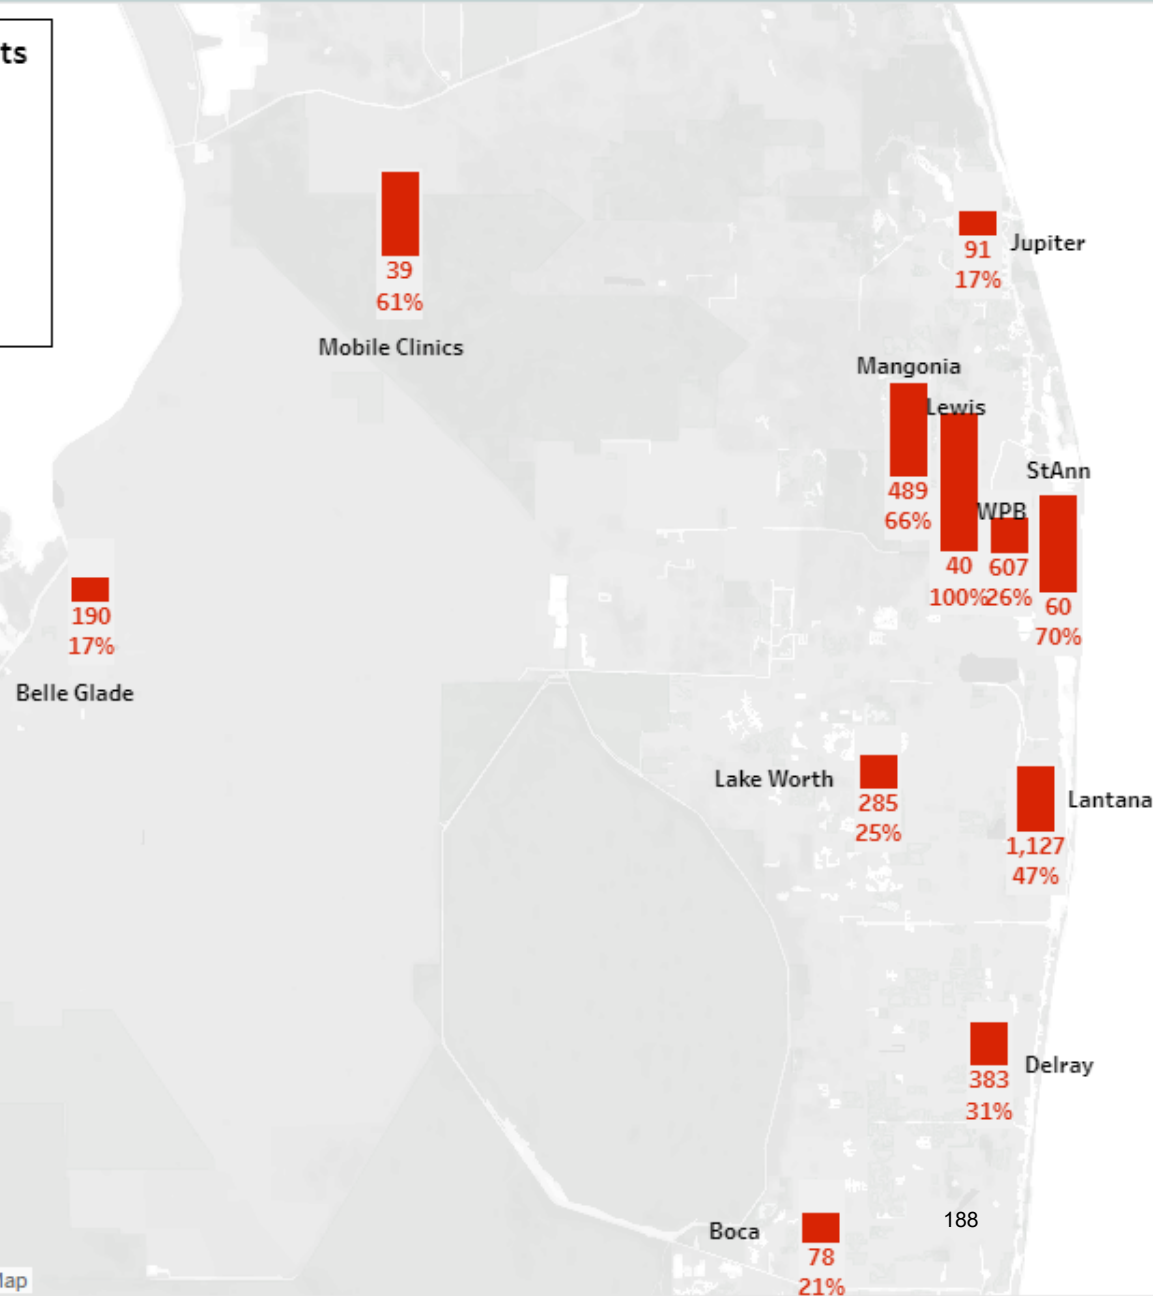 ts
39
61%
Mobile Clinics
91
17%
Jupiter
Mangonia
489
66%
Lewis
40
100%
WPB
607
26%
StAnn
60
70%
190
17%
Belle Glade
Lake Worth
285
25%
Lantana
1,127
47%
Delray
383
31%
188
Boca
78
21%
Map